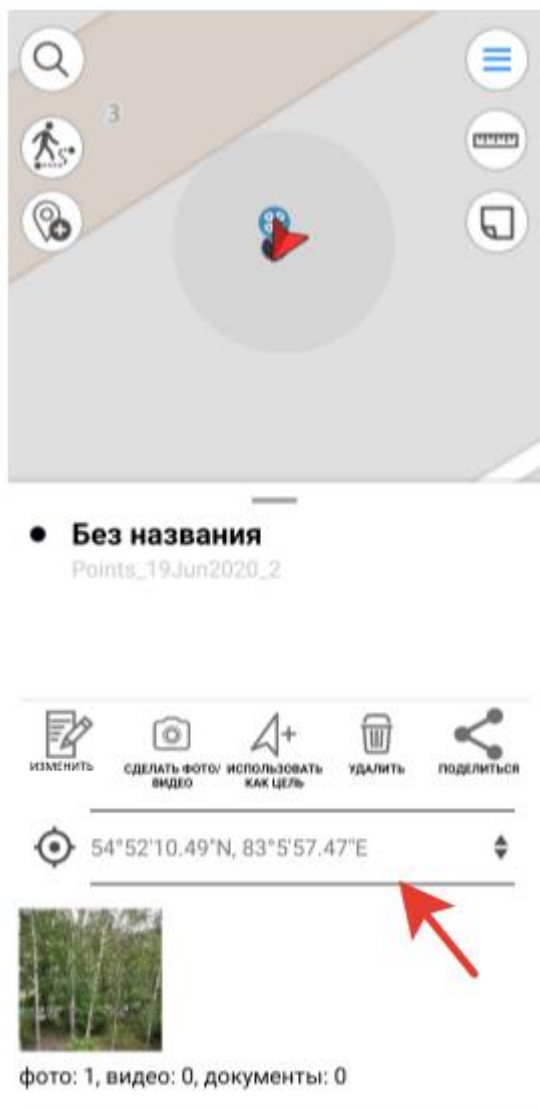 3
Без названия
Points_19Jun2020_2
ИЗМЕНИТЬ
СДЕЛАТЬ ФОТО/
ВИДЕО
ИСПОЛЬЗОВАТЬ
КАК ЦЕЛЬ
УДАЛИТЬ
ПОДЕЛИТЬСЯ
54°52'10.49"N, 83°5'57.47"E
фото: 1, видео: 0, документы: 0